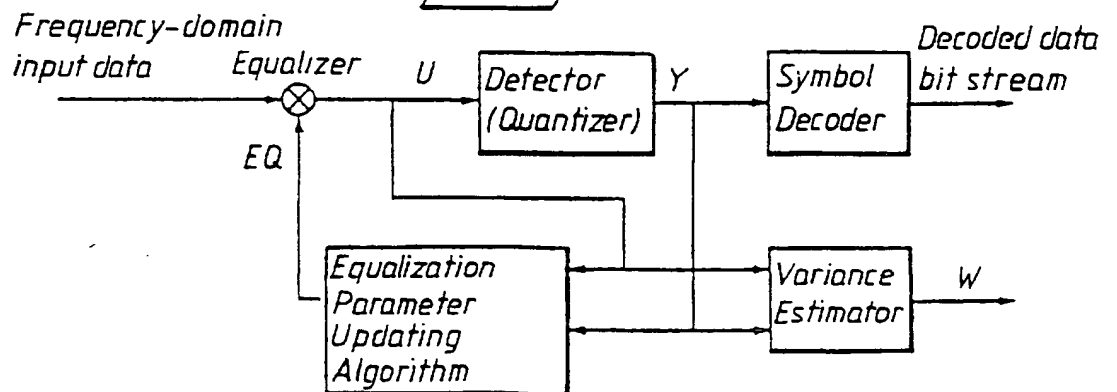 Frequency-domain
input data
Equalizer
U
Detector
(Quantizer)
Y
Symbol
Decoder
Decoded data
bit stream
EQ
Equalization
Parameter
Updating
Algorithm
Variance
Estimator
W